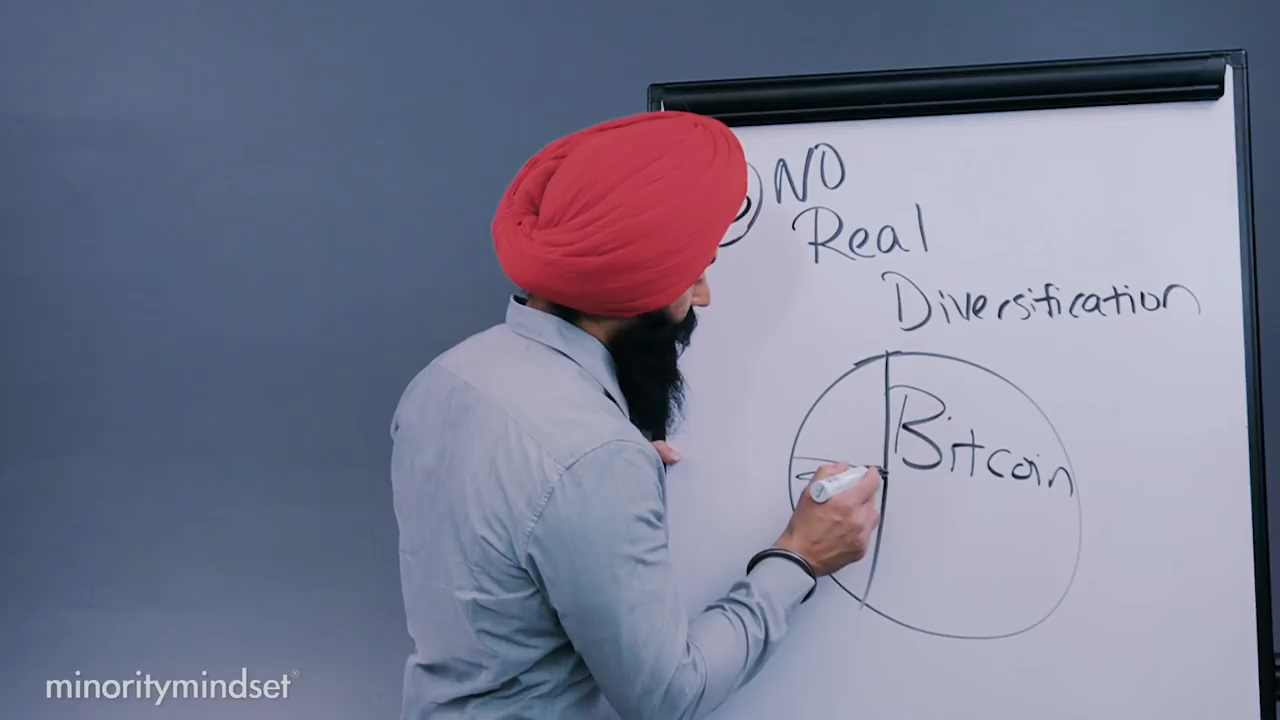 NO
Real
Diversification
Bitcoin
minoritymindset®